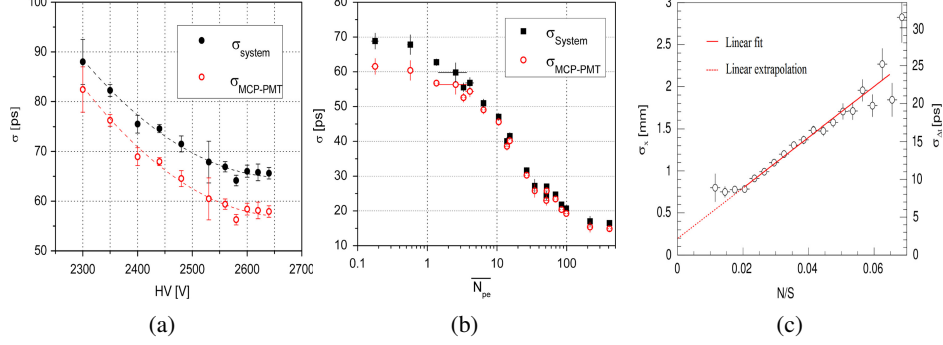 100
90
80
70
60
50
σ [ps]
2300 2400 2500 2600 2700
HV [V]
σsystem
σMCP-PMT
(a)
80
70
60
50
40
30
20
10
σ [ps]
0.1 1 10 100
Npe
σSystem
σMCP-PMT
(b)
3
2.5
2
1.5
1
0.5
0
σx [mm]
30
25
20
15
10
5
0
σΔt [ps]
0 0.02 0.04 0.06
N/S
Linear fit
Linear extrapolation
(c)